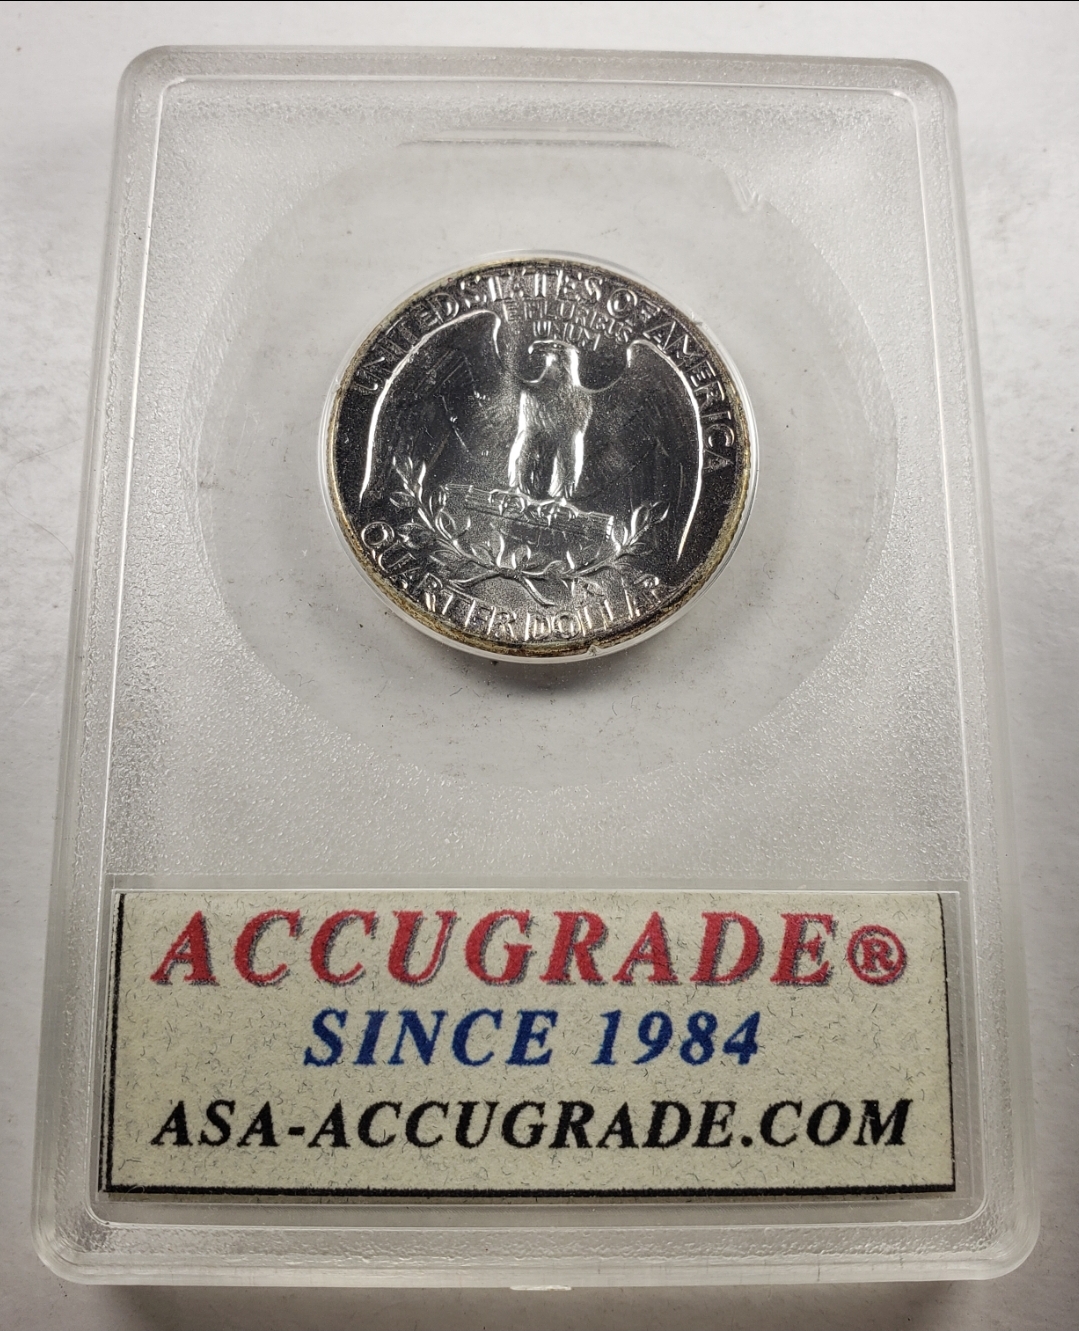 UNITED STATES OF AMERICA
E PLURIBUS
UNUM
QUARTER DOLLAR
ACCUGRADE®
SINCE 1984
ASA-ACCUGRADE.COM